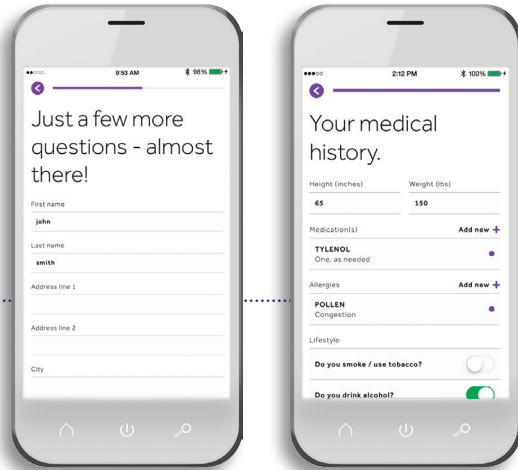 9:53 AM
98%
Just a few more
questions - almost
there!
First name
john
Last name
smith
Address line 1
Address line 2
City
2:12 PM
100%
Your medical
history.
Height (inches)
Weight (lbs)
65
150
Medication(s)
Add new +
TYLENOL
One, as needed
Allergies
Add new +
POLLEN
Congestion
Lifestyle
Do you smoke / use tobacco?
Do you drink alcohol?